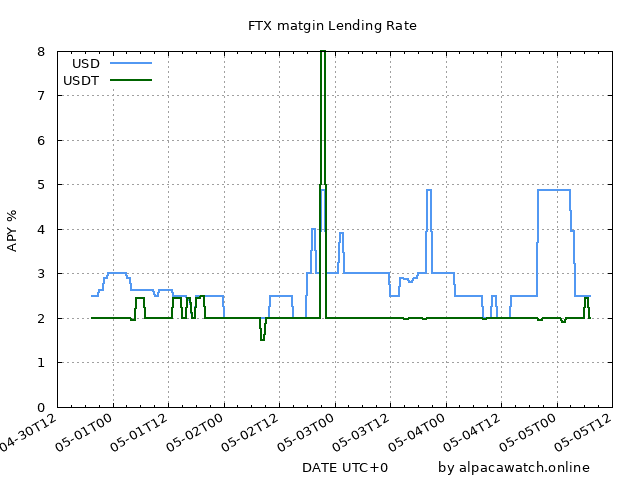 FTX matgin Lending Rate
USD
USDT
8
7
6
5
4
3
2
1
0
APY %
04-30T12
05-01T00
05-01T12
05-02T00
05-02T12
05-03T00
05-03T12
05-04T00
05-04T12
05-05T00
05-05T12
DATE UTC+0
by alpacawatch.online